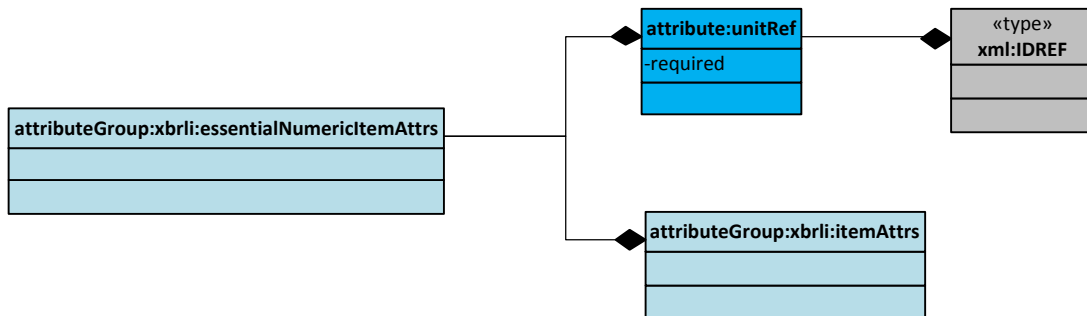 attribute:unitRef
-required
«type»
xml:IDREF
attributeGroup:xbrli:essentialNumericItemAttrs
attributeGroup:xbrli:itemAttrs